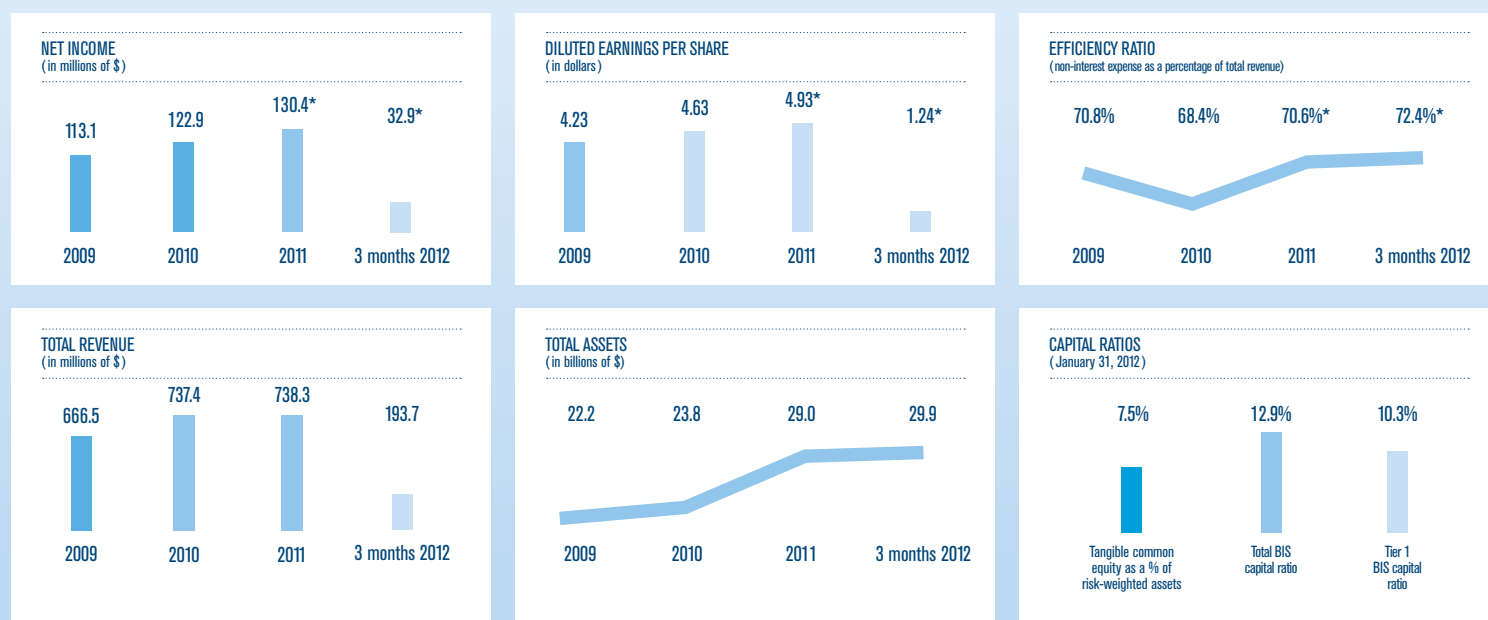 NET INCOME
(in millions of $)
113.1
122.9
130.4*
32.9*
2009
2010
2011
3 months 2012
DILUTED EARNINGS PER SHARE
(in dollars)
4.23
4.63
4.93*
1.24*
2009
2010
2011
3 months 2012
EFFICIENCY RATIO
(non-interest expense as a percentage of total revenue)
70.8%
68.4%
70.6%*
72.4%*
2009
2010
2011
3 months 2012
TOTAL REVENUE
(in millions of $)
666.5
737.4
738.3
193.7
2009
2010
2011
3 months 2012
TOTAL ASSETS
(in billions of $)
22.2
23.8
29.0
29.9
2009
2010
2011
3 months 2012
CAPITAL RATIOS
(January 31, 2012)
7.5%
12.9%
10.3%
Tangible common
equity as a % of
risk-weighted assets
Total BIS
capital ratio
Tier 1
BIS capital
ratio